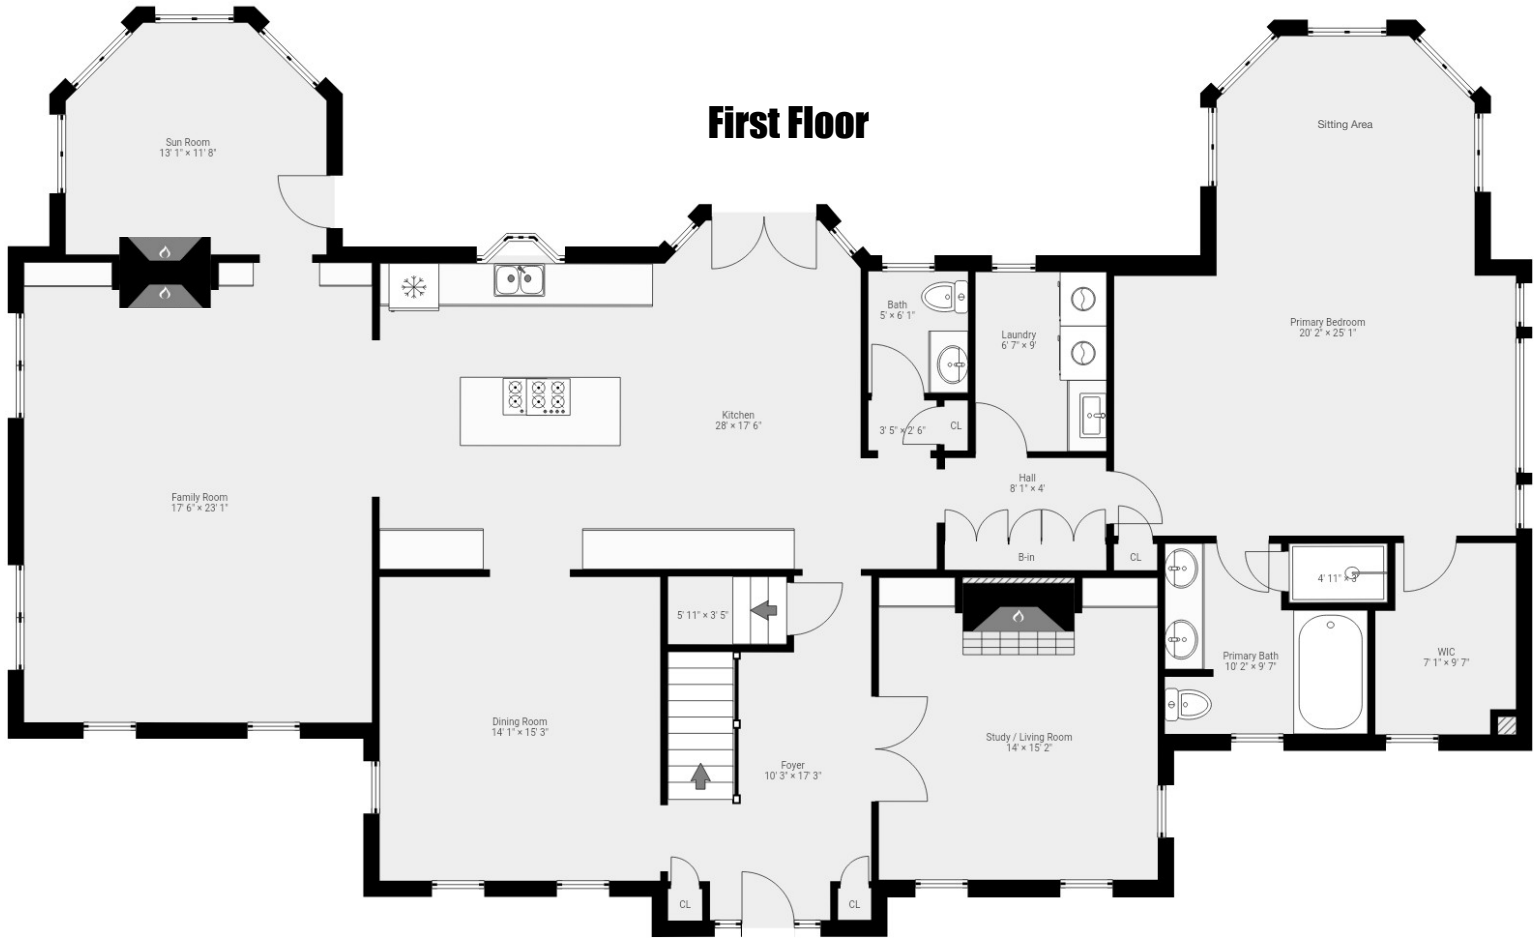 First Floor
Sun Room
13' 1" × 11' 8"
Sitting Area
Bath
5' × 6' 1"
Laundry
6' 7" × 9'
Primary Bedroom
20' 2" × 25' 1"
Kitchen
28' × 17' 6"
3' 5" × 2' 6"
CL
Family Room
17' 6" × 23' 1"
Hall
8' 1" × 4'
B-in
CL
4' 11" × 3'
5' 11" × 3' 5"
Primary Bath
10' 2" × 9' 7"
WIC
7' 1" × 9' 7"
Dining Room
14' 1" × 15' 3"
Study / Living Room
14' × 15' 2"
Foyer
10' 3" × 17' 3"
CL
CL